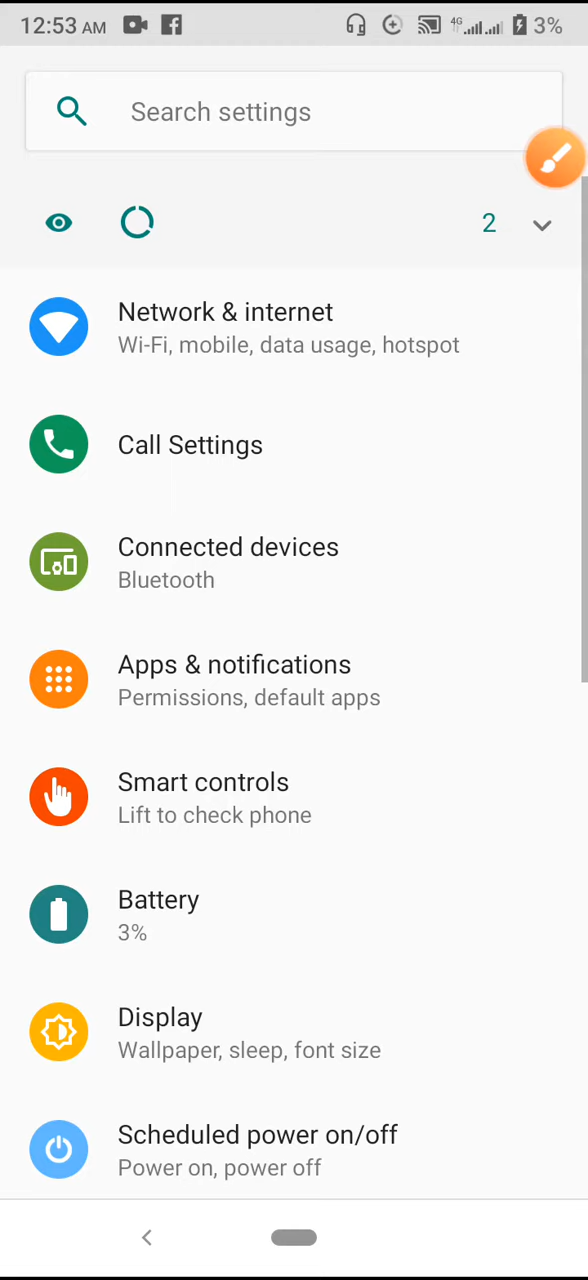 12:53 AM 4G 3%
Search settings
2
Network & internet
Wi-Fi, mobile, data usage, hotspot
Call Settings
Connected devices
Bluetooth
Apps & notifications
Permissions, default apps
Smart controls
Lift to check phone
Battery
3%
Display
Wallpaper, sleep, font size
Scheduled power on/off
Power on, power off